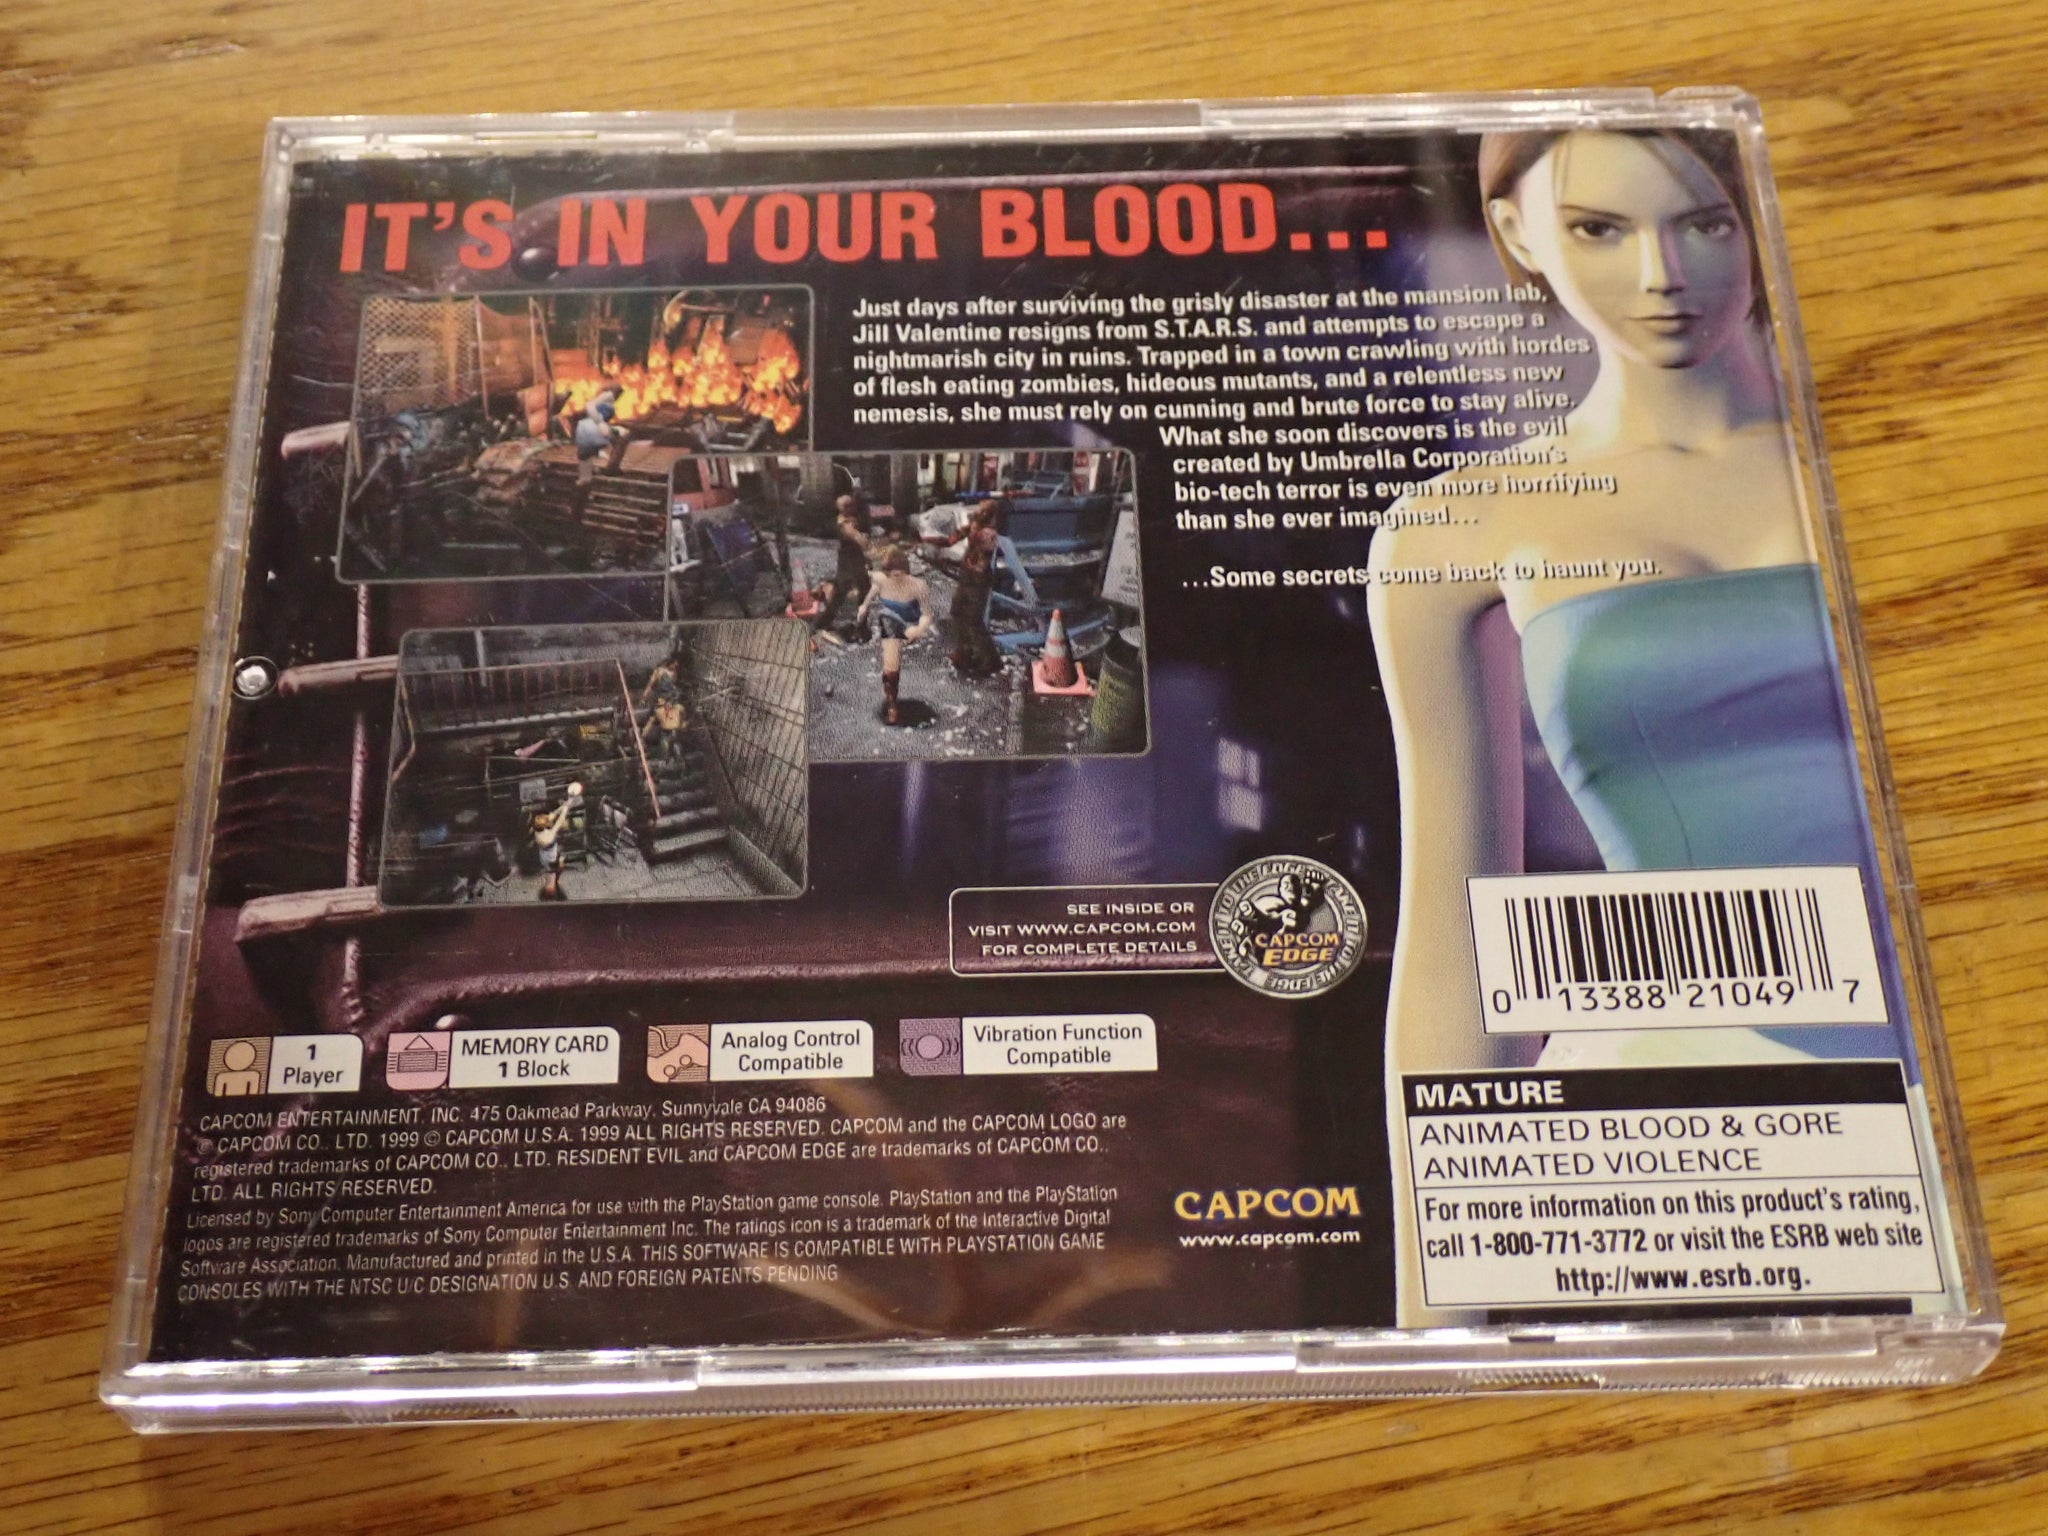 IT'S IN YOUR BLOOD...
Just days after surviving the grisly disaster at the mansion lab,
Jill Valentine resigns from S.T.A.R.S. and attempts to escape a
nightmarish city in ruins. Trapped in a town crawling with hordes
of flesh eating zombies, hideous mutants, and a relentless new
nemesis, she must rely on cunning and brute force to stay alive.
What she soon discovers is the evil
created by Umbrella Corporation's
bio-tech terror is even more horrifying
than she ever imagined...
...Some secrets come back to haunt you.
SEE INSIDE OR
VISIT WWW.CAPCOM.COM
FOR COMPLETE DETAILS
CAPCOM
EDGE
0 13388 21049 7
1
Player
MEMORY CARD
1 Block
Analog Control
Compatible
Vibration Function
Compatible
CAPCOM ENTERTAINMENT, INC. 475 Oakmead Parkway, Sunnyvale CA 94086
© CAPCOM CO., LTD. 1999 © CAPCOM U.S.A. 1999 ALL RIGHTS RESERVED. CAPCOM and the CAPCOM LOGO are
registered trademarks of CAPCOM CO., LTD. RESIDENT EVIL and CAPCOM EDGE are trademarks of CAPCOM CO.,
LTD. ALL RIGHTS RESERVED.
Licensed by Sony Computer Entertainment America for use with the PlayStation game console. PlayStation and the PlayStation
logos are registered trademarks of Sony Computer Entertainment Inc. The ratings icon is a trademark of the Interactive Digital
Software Association. Manufactured and printed in the U.S.A. THIS SOFTWARE IS COMPATIBLE WITH PLAYSTATION GAME
CONSOLES WITH THE NTSC U/C DESIGNATION U.S. AND FOREIGN PATENTS PENDING
CAPCOM
www.capcom.com
MATURE
ANIMATED BLOOD & GORE
ANIMATED VIOLENCE
For more information on this product's rating,
call 1-800-771-3772 or visit the ESRB web site
http://www.esrb.org.